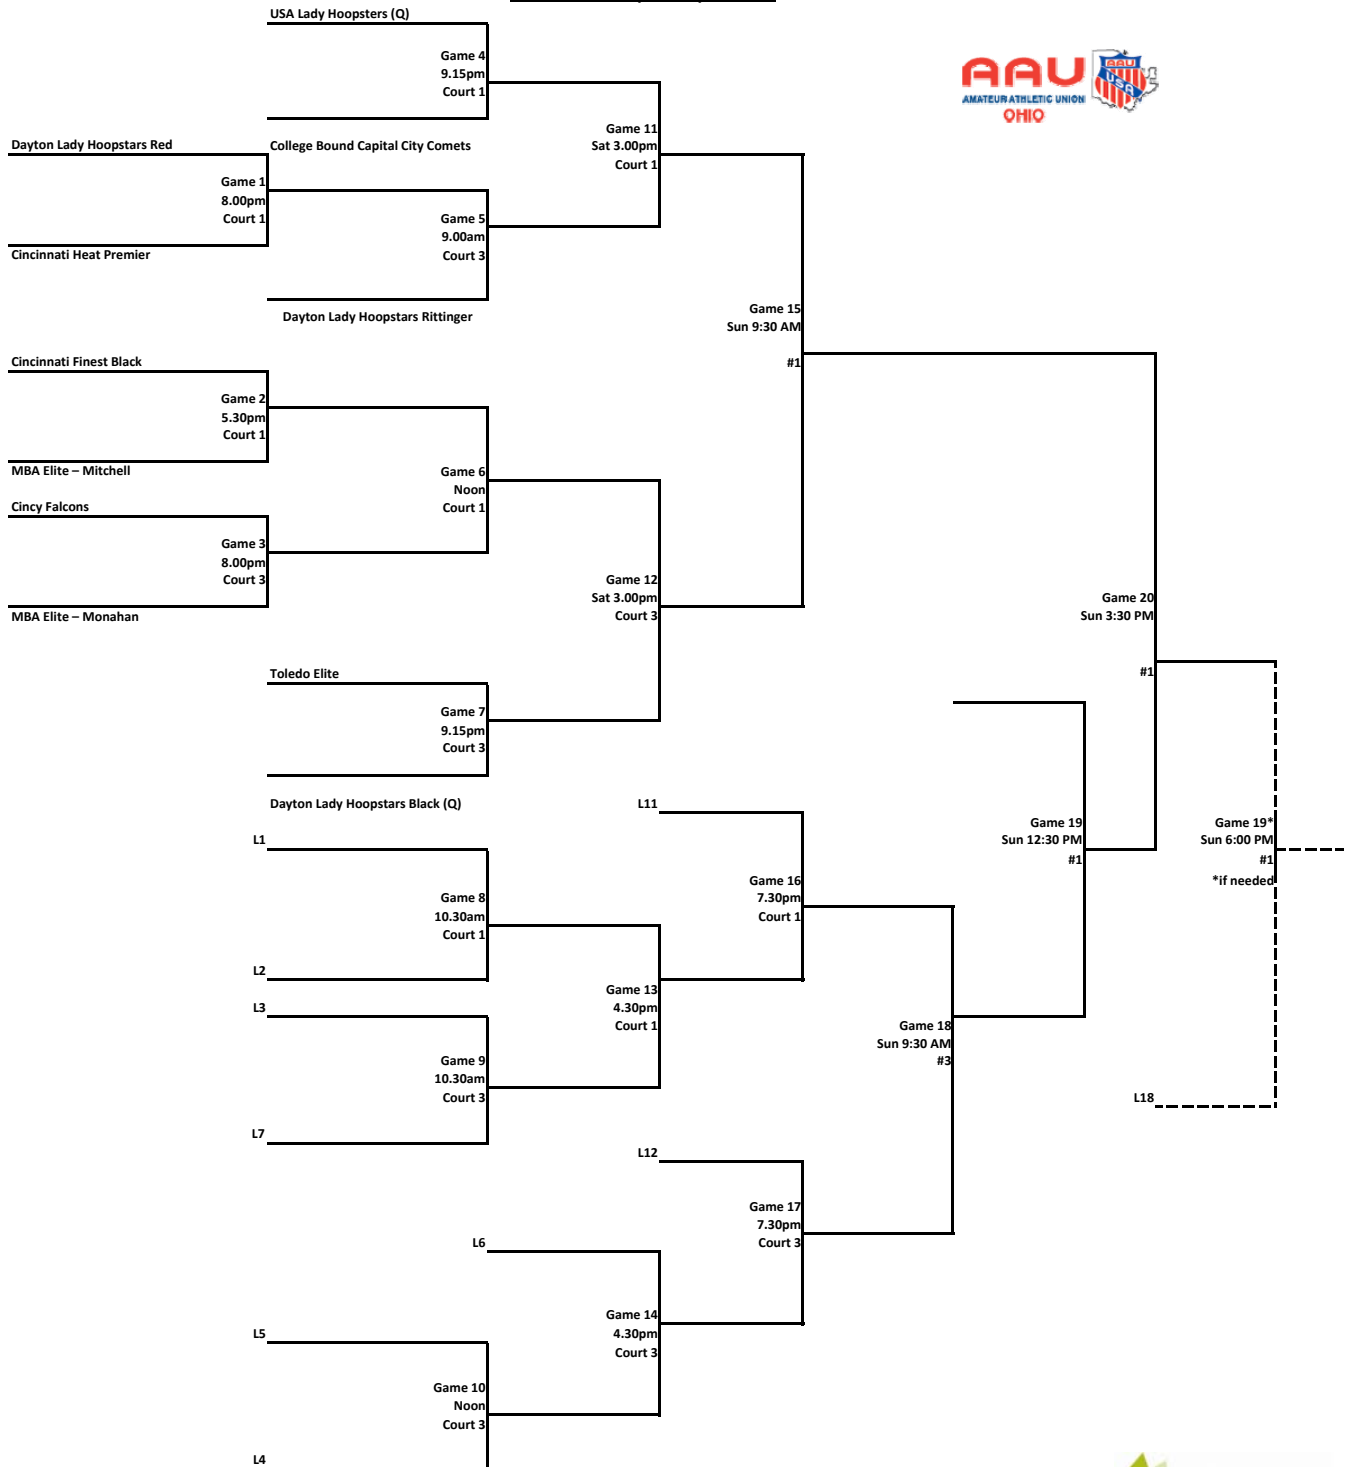 USA Lady Hoopsters (Q)
Game 4
9.15pm
Court 1
AAU
AAU
USA
AMATEUR ATHLETIC UNION
OHIO
Game 11
Sat 3.00pm
Court 1
Dayton Lady Hoopstars Red
College Bound Capital City Comets
Game 1
8.00pm
Court 1
Game 5
9.00am
Court 3
Cincinnati Heat Premier
Dayton Lady Hoopstars Rittinger
Game 15
Sun 9:30 AM
#1
Cincinnati Finest Black
Game 2
5.30pm
Court 1
MBA Elite – Mitchell
Game 6
Noon
Court 1
Cincy Falcons
Game 3
8.00pm
Court 3
Game 12
Sat 3.00pm
Court 3
MBA Elite – Monahan
Game 20
Sun 3:30 PM
#1
Toledo Elite
Game 7
9.15pm
Court 3
Dayton Lady Hoopstars Black (Q)
L11
Game 19
Sun 12:30 PM
#1
Game 19*
Sun 6:00 PM
#1
*if needed
L1
Game 8
10.30am
Court 1
Game 16
7.30pm
Court 1
L2
L3
Game 13
4.30pm
Court 1
Game 18
Sun 9:30 AM
#3
Game 9
10.30am
Court 3
L18
L7
L12
Game 17
7.30pm
Court 3
L6
Game 14
4.30pm
Court 3
L5
Game 10
Noon
Court 3
L4